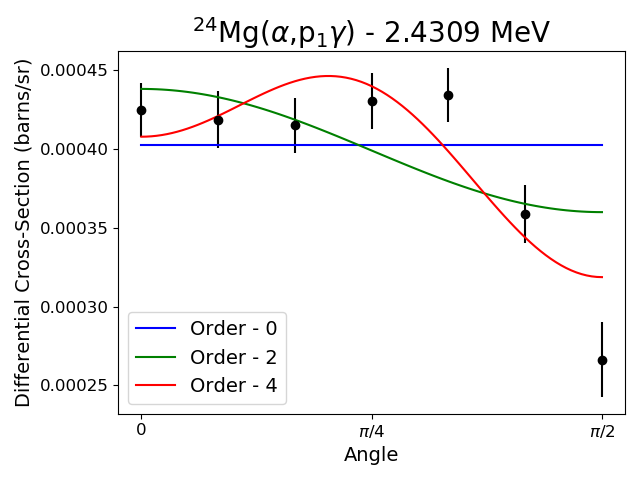 ²⁴Mg(α,p₁γ) - 2.4309 MeV
Differential Cross-Section (barns/sr)
0.00045
0.00040
0.00035
0.00030
0.00025
Order - 0
Order - 2
Order - 4
0
π/4
π/2
Angle